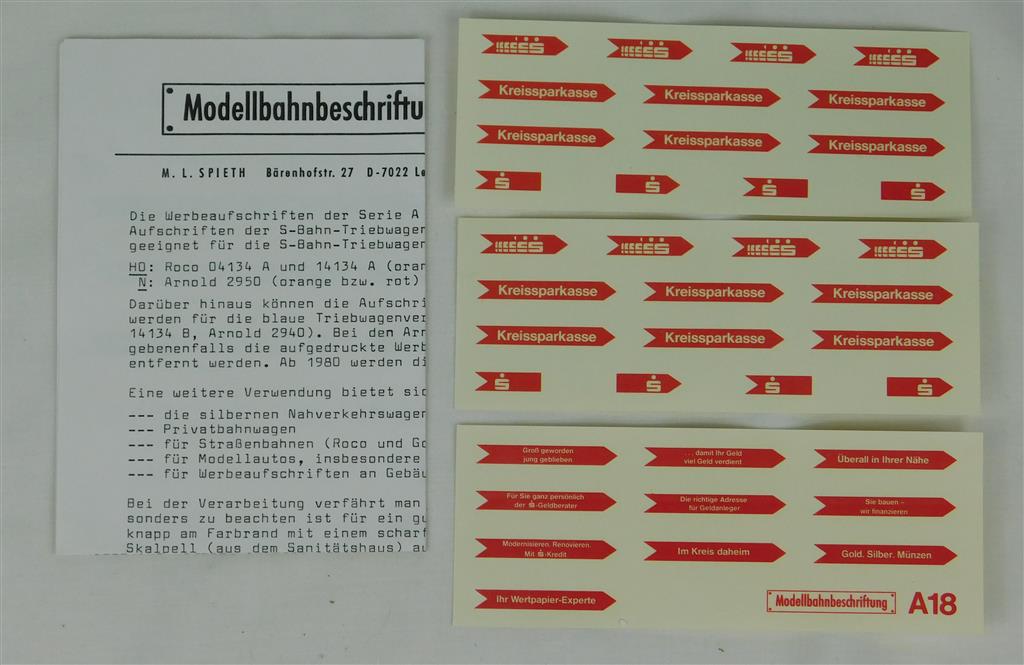 Modellbahnbeschriftu
M. L. SPIETH Bärenhofstr. 27 D-7022 Le
Die Werbeaufschriften der Serie A
Aufschriften der S-Bahn-Triebwagen
geeignet für die S-Bahn-Triebwagen
HO: Roco 04134 A und 14134 A (oran
N: Arnold 2950 (orange bzw. rot)
Darüber hinaus können die Aufschri
werden für die blaue Triebwagenver
14134 B, Arnold 2940). Bei den Arn
gebenenfalls die aufgedruckte Werb
entfernt werden. Ab 1980 werden di
Eine weitere Verwendung bietet sic
--- die silbernen Nahverkehrswagen
--- Privatbahnwagen
--- für Straßenbahnen (Roco und Go
--- für Modellautos, insbesondere
--- für Werbeaufschriften an Gebäu
Bei der Verarbeitung verfährt man
sonders zu beachten ist für ein gu
knapp am Farbrand mit einem scharf
Skalpell (aus dem Sanitätshaus) au
Kreissparkasse Kreissparkasse Kreissparkasse
Kreissparkasse Kreissparkasse Kreissparkasse
S S S S
Kreissparkasse Kreissparkasse Kreissparkasse
Kreissparkasse Kreissparkasse Kreissparkasse
S S S S
Groß geworden
jung geblieben
...damit Ihr Geld
viel Geld verdient
Überall in Ihrer Nähe
Für Sie ganz persönlich
der S-Geldberater
Die richtige Adresse
für Geldanleger
Sie bauen –
wir finanzieren
Modernisieren. Renovieren.
Mit S-Kredit
Im Kreis daheim
Gold. Silber. Münzen
Ihr Wertpapier-Experte
Modellbahnbeschriftung A18